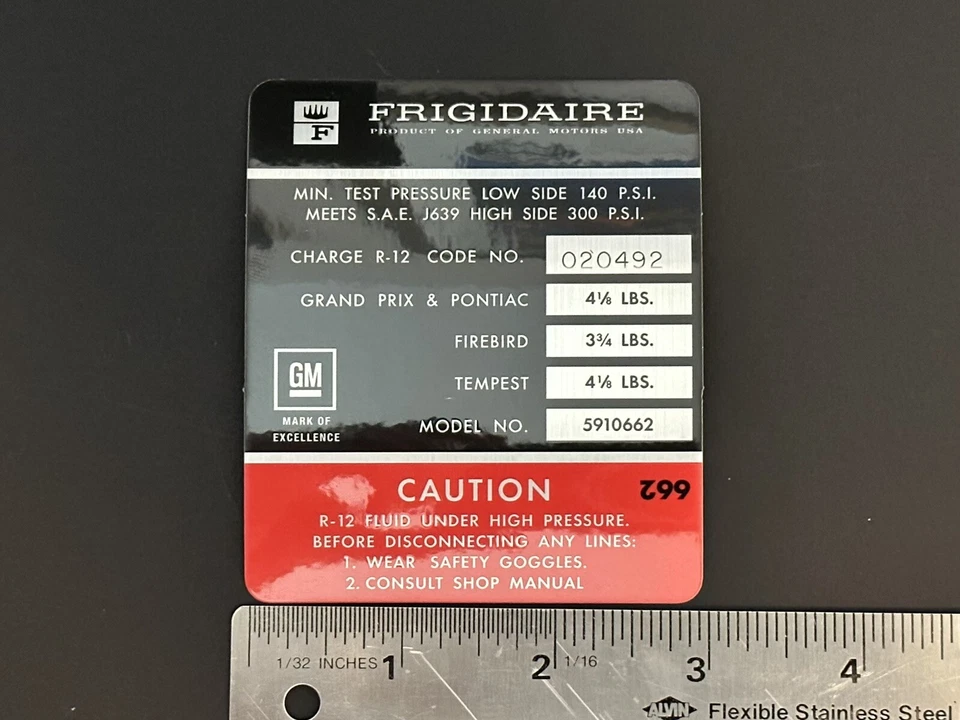 F
FRIGIDAIRE
PRODUCT OF GENERAL MOTORS USA
MIN. TEST PRESSURE LOW SIDE 140 P.S.I.
MEETS S.A.E. J639 HIGH SIDE 300 P.S.I.
CHARGE R-12 CODE NO. 020492
GRAND PRIX & PONTIAC 4⅛ LBS.
FIREBIRD 3¾ LBS.
TEMPEST 4⅛ LBS.
GM
MARK OF
EXCELLENCE
MODEL NO. 5910662
CAUTION 662
R-12 FLUID UNDER HIGH PRESSURE.
BEFORE DISCONNECTING ANY LINES:
1. WEAR SAFETY GOGGLES.
2. CONSULT SHOP MANUAL
1/32 INCHES 1 2 1/16 3 4
ALVIN Flexible Stainless Steel